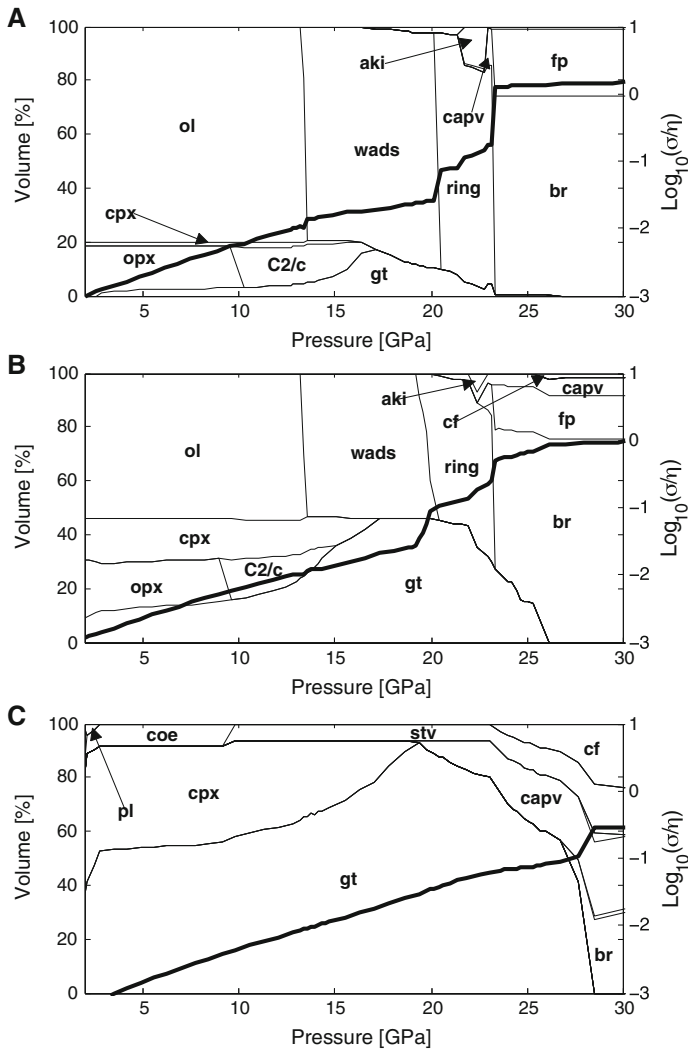 A
Volume [%]
100
80
60
40
20
0
ol
wads
aki
capv
fp
ring
br
cpx
opx
C2/c
gt
1
0
−1
−2
−3
Log10(σ/η)
5 10 15 20 25 30
Pressure [GPa]
B
Volume [%]
100
80
60
40
20
0
ol
wads
aki
cf
capv
fp
ring
br
cpx
opx
C2/c
gt
1
0
−1
−2
−3
Log10(σ/η)
5 10 15 20 25 30
Pressure [GPa]
C
Volume [%]
100
80
60
40
20
0
coe
stv
cf
cpx
capv
pl
gt
br
1
0
−1
−2
−3
Log10(σ/η)
5 10 15 20 25 30
Pressure [GPa]